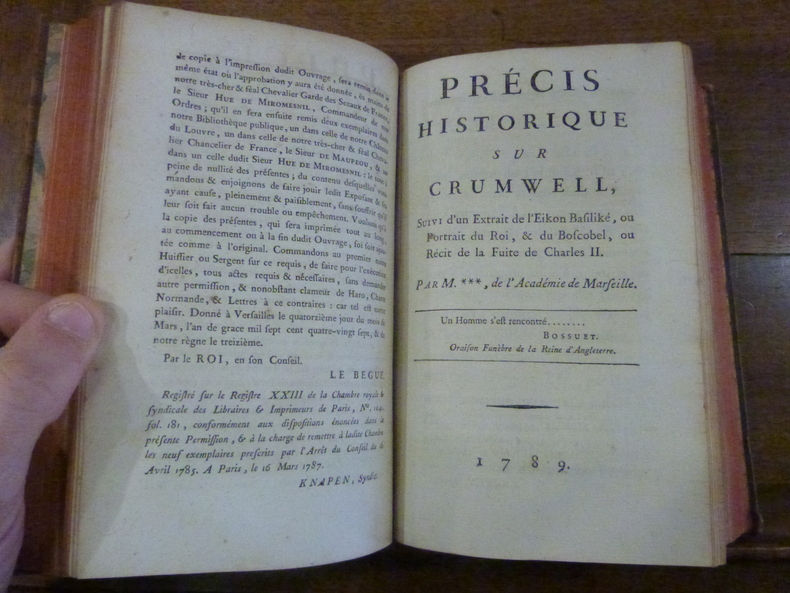 de copie à l'impression dudit Ouvrage, sera remis dans le
même état où l'approbation y aura été donnée, ès mains de
notre très-cher & féal Chevalier Garde des Sceaux de France,
le Sieur HUE DE MIROMESNIL, Commandeur de nos
Ordres; qu'il en sera ensuite remis deux exemplaires dans
notre Bibliothèque publique, un dans celle de notre Château
du Louvre, un dans celle de notre très-cher & féal Cheva-
lier Chancelier de France, le Sieur DE MAUPEOU, & un
dans celle dudit Sieur HUE DE MIROMESNIL: le tout à
peine de nullité des présentes; du contenu desquelles vous
mandons & enjoignons de faire jouir ledit Exposant & ses
ayant cause, pleinement & paisiblement, sans souffrir qu'il
leur soit fait aucun trouble ou empêchement. Voulons qu'à
la copie des présentes, qui sera imprimée tout au long,
au commencement ou à la fin dudit Ouvrage, foi soit ajou-
tée comme à l'original. Commandons au premier notre
Huissier ou Sergent sur ce requis, de faire pour l'exécution
d'icelles, tous actes requis & nécessaires, sans demander
autre permission, & nonobstant clameur de Haro, Charte
Normande, & Lettres à ce contraires: car tel est notre
plaisir. Donné à Versailles le quatorzième jour du mois de
Mars, l'an de grace mil sept cent quatre-vingt sept, & de
notre règne le treizième.
Par le ROI, en son Conseil.
LE BEGUE.
Registré sur le Registre XXIII de la Chambre royale &
syndicale des Libraires & Imprimeurs de Paris, Nº.
fol. 181, conformément aux dispositions énoncées dans la
présente Permission, & à la charge de remettre à ladite Chambre
les neuf exemplaires prescrits par l'Arrêt du Conseil du 16
Avril 1785. A Paris, le 16 Mars 1787.
KNAPEN, Syndic.
PRÉCIS
HISTORIQUE
SUR
CRUMWELL,
SUIVI d'un Extrait de l'Eikon Basiliké, ou
Portrait du Roi, & du Boscobel, ou
Récit de la Fuite de Charles II.
PAR M. ***, de l'Académie de Marseille.
Un Homme s'est rencontré........
BOSSUET.
Oraison Funèbre de la Reine d'Angleterre.
1789.